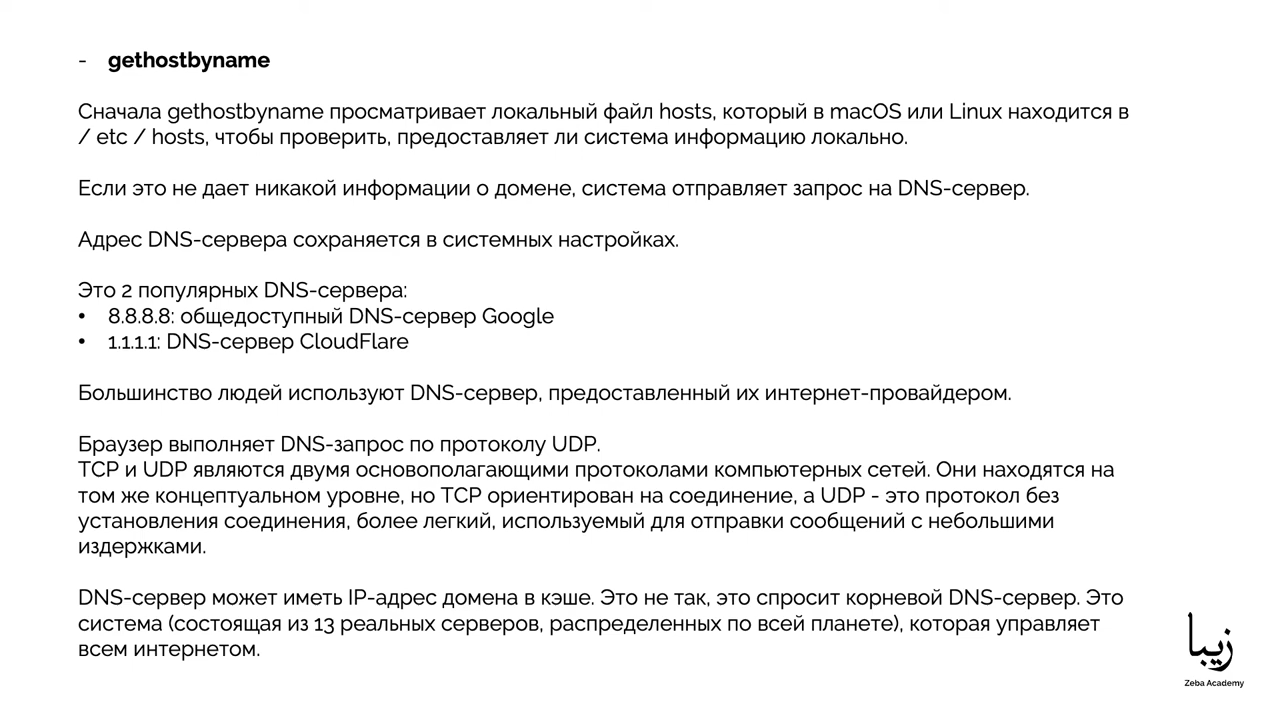 - gethostbyname
Сначала gethostbyname просматривает локальный файл hosts, который в macOS или Linux находится в
/ etc / hosts, чтобы проверить, предоставляет ли система информацию локально.
Если это не дает никакой информации о домене, система отправляет запрос на DNS-сервер.
Адрес DNS-сервера сохраняется в системных настройках.
Это 2 популярных DNS-сервера:
• 8.8.8.8: общедоступный DNS-сервер Google
• 1.1.1.1: DNS-сервер CloudFlare
Большинство людей используют DNS-сервер, предоставленный их интернет-провайдером.
Браузер выполняет DNS-запрос по протоколу UDP.
TCP и UDP являются двумя основополагающими протоколами компьютерных сетей. Они находятся на
том же концептуальном уровне, но TCP ориентирован на соединение, а UDP - это протокол без
установления соединения, более легкий, используемый для отправки сообщений с небольшими
издержками.
DNS-сервер может иметь IP-адрес домена в кэше. Это не так, это спросит корневой DNS-сервер. Это
система (состоящая из 13 реальных серверов, распределенных по всей планете), которая управляет
всем интернетом.
زیبا
Zeba Academy